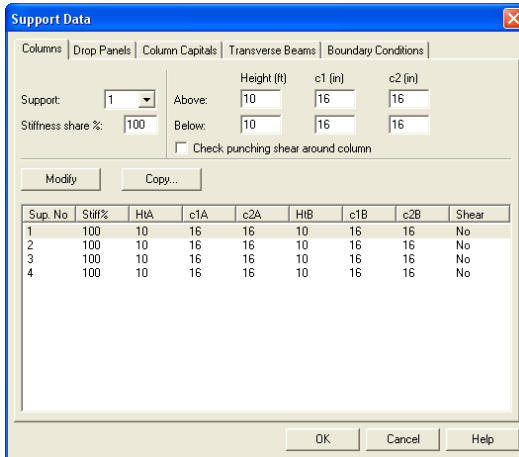 Support Data
Columns Drop Panels Column Capitals Transverse Beams Boundary Conditions
Height (ft) c1 (in) c2 (in)
Support: 1 Above: 10 16 16
Stiffness share %: 100 Below: 10 16 16
Check punching shear around column
Modify Copy...
Sup. No Stiff% HtA c1A c2A HtB c1B c2B Shear
1 100 10 16 16 10 16 16 No
2 100 10 16 16 10 16 16 No
3 100 10 16 16 10 16 16 No
4 100 10 16 16 10 16 16 No
OK Cancel Help